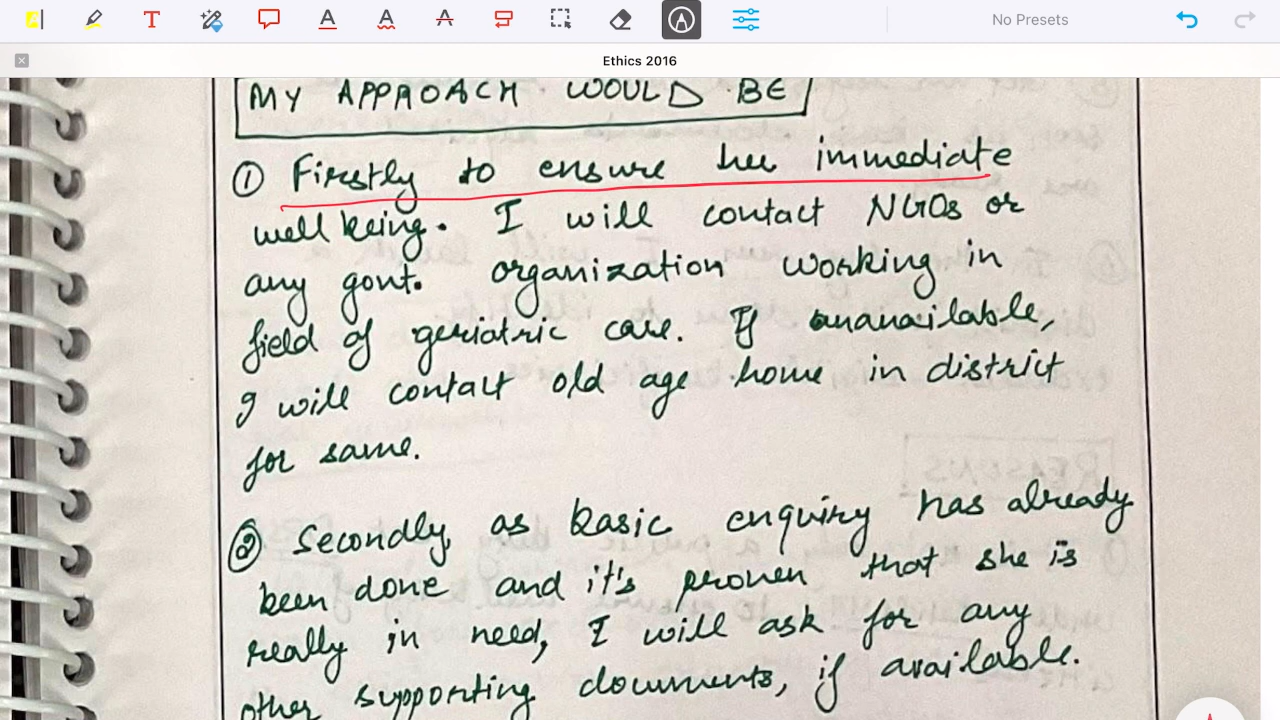 No Presets
Ethics 2016
MY APPROACH WOULD BE
① Firstly to ensure her immediate
well being. I will contact NGOs or
any govt. organization working in
field of geriatric care. If unavailable,
I will contact old age home in district
for same.
② Secondly, as basic enquiry has already
been done and it's proven that she is
really in need, I will ask for any
other supporting documents, if available.